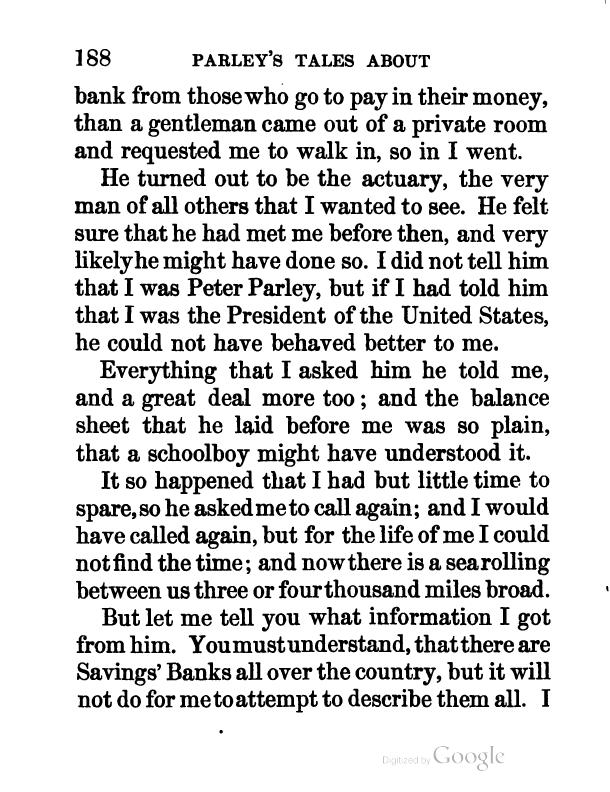 188 PARLEY'S TALES ABOUT
bank from those who go to pay in their money,
than a gentleman came out of a private room
and requested me to walk in, so in I went.
He turned out to be the actuary, the very
man of all others that I wanted to see. He felt
sure that he had met me before then, and very
likely he might have done so. I did not tell him
that I was Peter Parley, but if I had told him
that I was the President of the United States,
he could not have behaved better to me.
Everything that I asked him he told me,
and a great deal more too; and the balance
sheet that he laid before me was so plain,
that a schoolboy might have understood it.
It so happened that I had but little time to
spare, so he asked me to call again; and I would
have called again, but for the life of me I could
not find the time; and now there is a sea rolling
between us three or four thousand miles broad.
But let me tell you what information I got
from him. You must understand, that there are
Savings' Banks all over the country, but it will
not do for me to attempt to describe them all. I
Digitized by Google